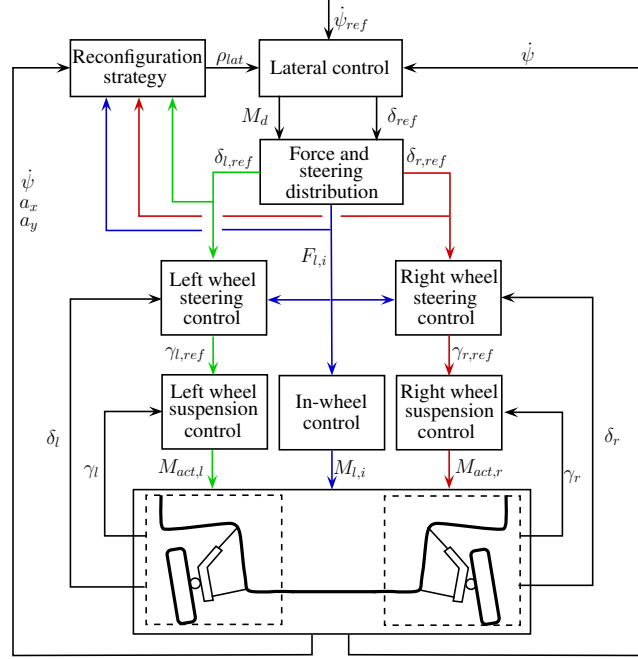 ψ̇_ref
Reconfiguration
strategy
ρ_lat
Lateral control
ψ̇
M_d
δ_ref
δ_l,ref
Force and
steering
distribution
δ_r,ref
ψ̇
a_x
a_y
F_l,i
Left wheel
steering
control
Right wheel
steering
control
γ_l,ref
γ_r,ref
Left wheel
suspension
control
In-wheel
control
Right wheel
suspension
control
δ_l
γ_l
δ_r
γ_r
M_act,l
M_l,i
M_act,r